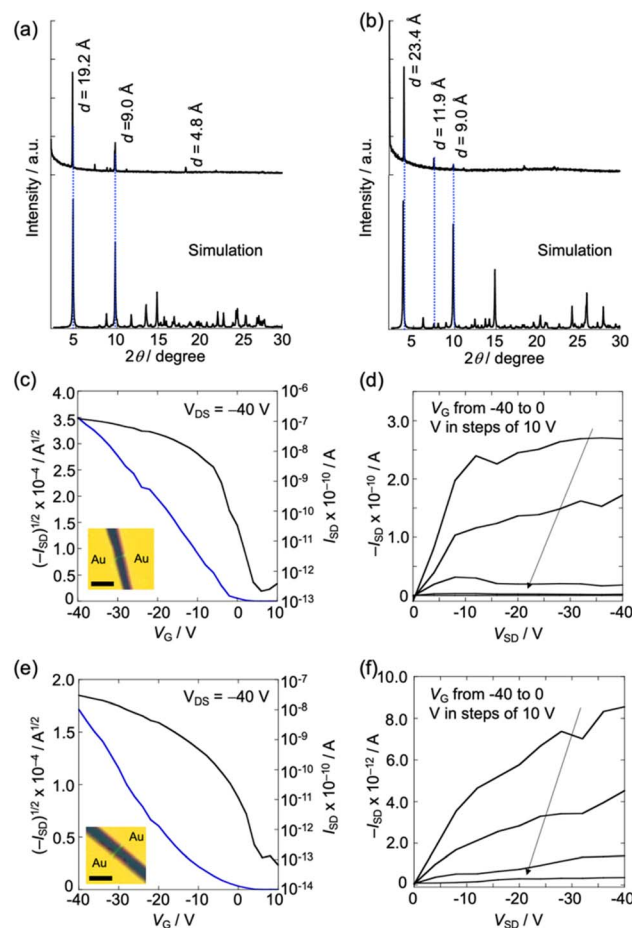 (a)
Intensity / a.u.
d = 19.2 Å
d =9.0 Å
d = 4.8 Å
Simulation
5 10 15 20 25 30
2θ / degree
(b)
Intensity / a.u.
d = 23.4 Å
d = 11.9 Å
d = 9.0 Å
Simulation
5 10 15 20 25 30
2θ / degree
(c)
(−I_SD)^1/2 x 10^−4 / A^1/2
4.0
3.5
3.0
2.5
2.0
1.5
1.0
0.5
0
V_DS = −40 V
Au Au
-40 -30 -20 -10 0 10
V_G / V
10^−6
10^−7
10^−8
10^−9
10^−10
10^−11
10^−12
10^−13
I_SD x 10^−10 / A
(d)
−I_SD x 10^−10 / A
3.0
2.0
1.0
0
V_G from -40 to 0
V in steps of 10 V
0 -10 -20 -30 -40
V_SD / V
(e)
(−I_SD)^1/2 x 10^−4 / A^1/2
2.0
1.5
1.0
0.5
0
V_DS = −40 V
Au
Au
-40 -30 -20 -10 0 10
V_G / V
10^−7
10^−8
10^−9
10^−10
10^−11
10^−12
10^−13
10^−14
I_SD x 10^−10 / A
(f)
−I_SD x 10^−12 / A
10.0
8.0
6.0
4.0
2.0
0
V_G from -40 to 0
V in steps of 10 V
0 -10 -20 -30 -40
V_SD / V